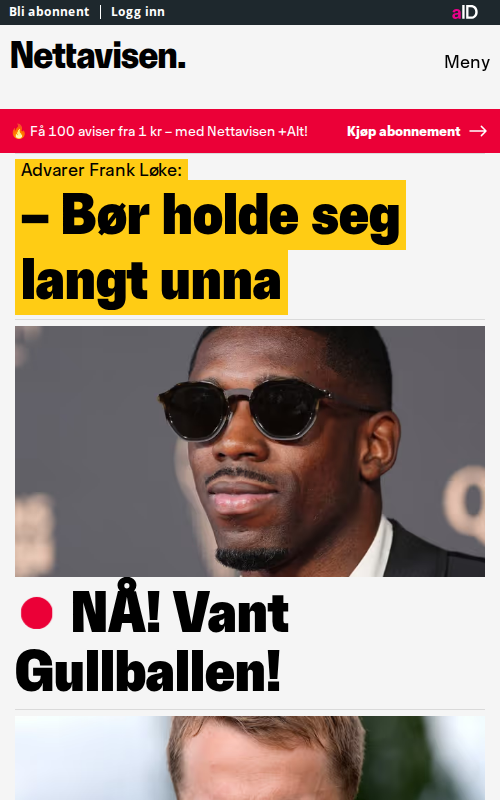 Bli abonnent | Logg inn
aID
Nettavisen.
Meny
🔥 Få 100 aviser fra 1 kr – med Nettavisen +Alt!
Kjøp abonnement →
Advarer Frank Løke:
– Bør holde seg
langt unna
NÅ! Vant
Gullballen!